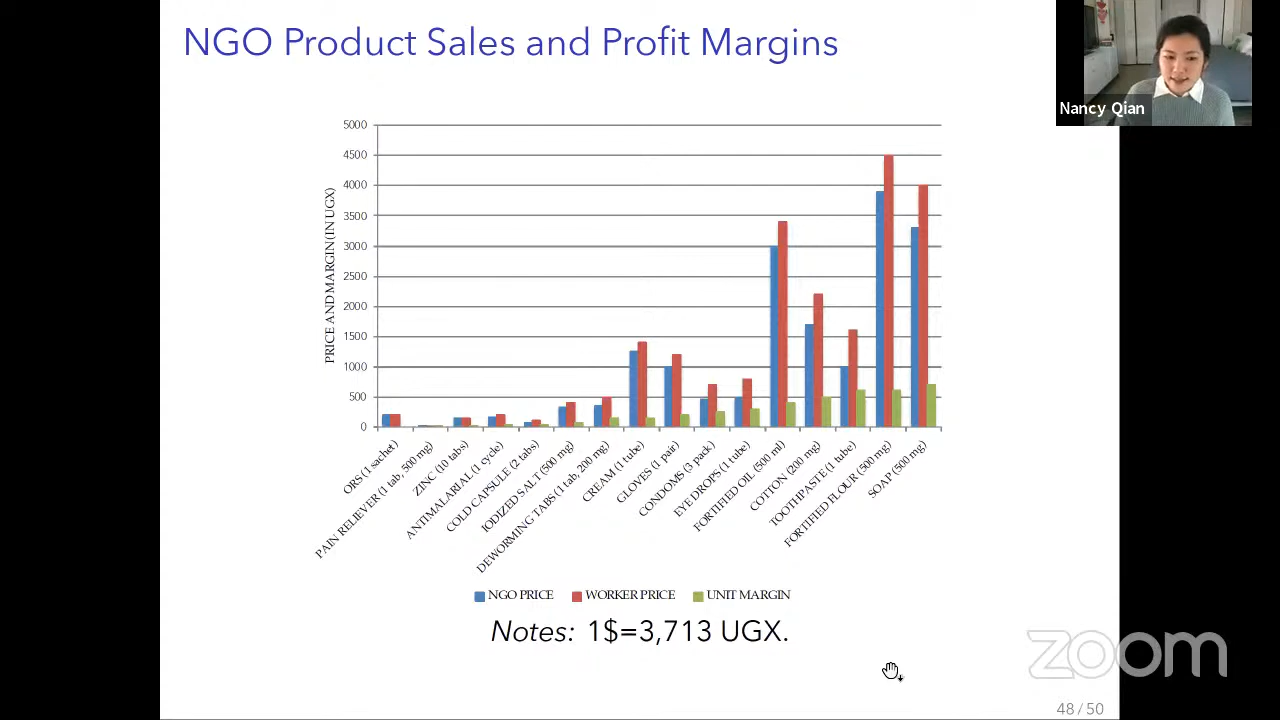 NGO Product Sales and Profit Margins
Nancy Qian
PRICE AND MARGIN (IN UGX)
5000
4500
4000
3500
3000
2500
2000
1500
1000
500
0
ORS (1 sachet)
PAIN RELIEVER (1 tab, 500 mg)
ZINC (10 tabs)
ANTIMALARIAL (1 cycle)
COLD CAPSULE (2 tabs)
IODIZED SALT (500 mg)
DEWORMING TABS (1 tab, 200 mg)
CREAM (1 tube)
GLOVES (1 pair)
CONDOMS (3 pack)
EYE DROPS (1 tube)
FORTIFIED OIL (500 ml)
COTTON (200 mg)
TOOTHPASTE (1 tube)
FORTIFIED FLOUR (500 mg)
SOAP (500 mg)
NGO PRICE WORKER PRICE UNIT MARGIN
Notes: 1$=3,713 UGX.
zoom
48 / 50